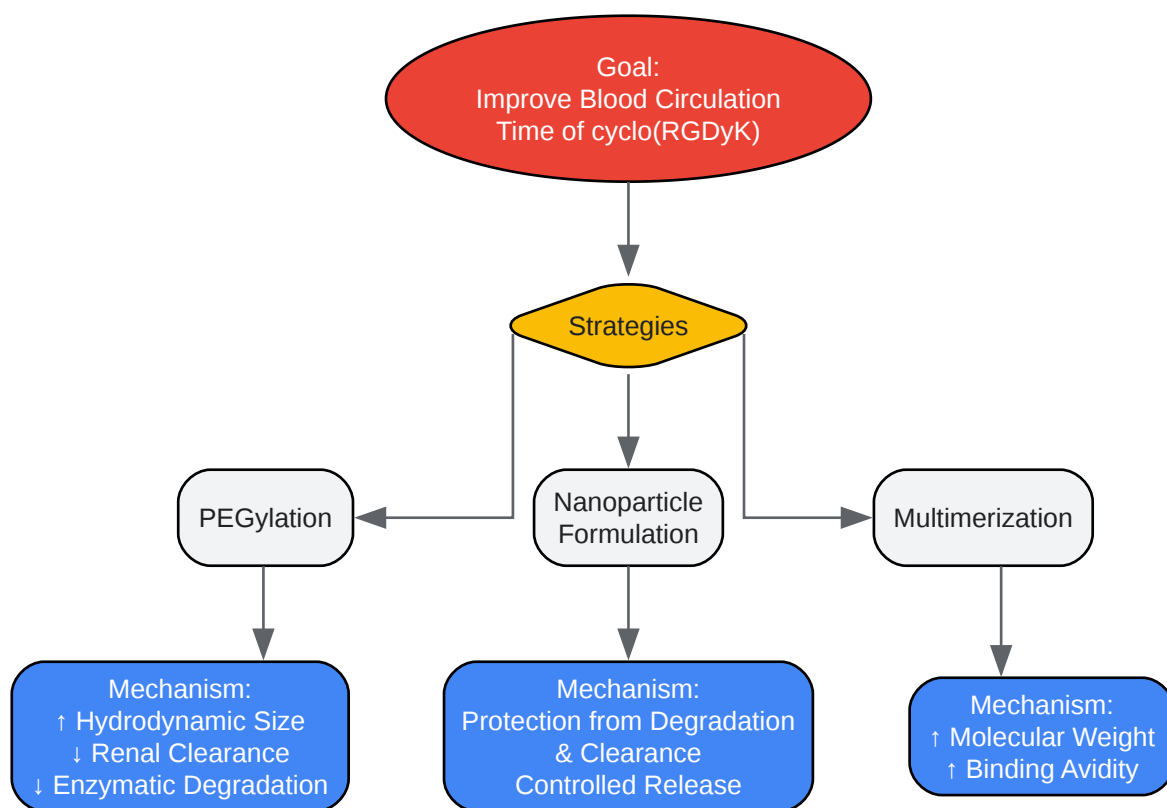 Goal:
Improve Blood Circulation
Time of cyclo(RGDyK)
Strategies
PEGylation
Nanoparticle
Formulation
Multimerization
Mechanism:
↑ Hydrodynamic Size
↓ Renal Clearance
↓ Enzymatic Degradation
Mechanism:
Protection from Degradation
& Clearance
Controlled Release
Mechanism:
↑ Molecular Weight
↑ Binding Avidity